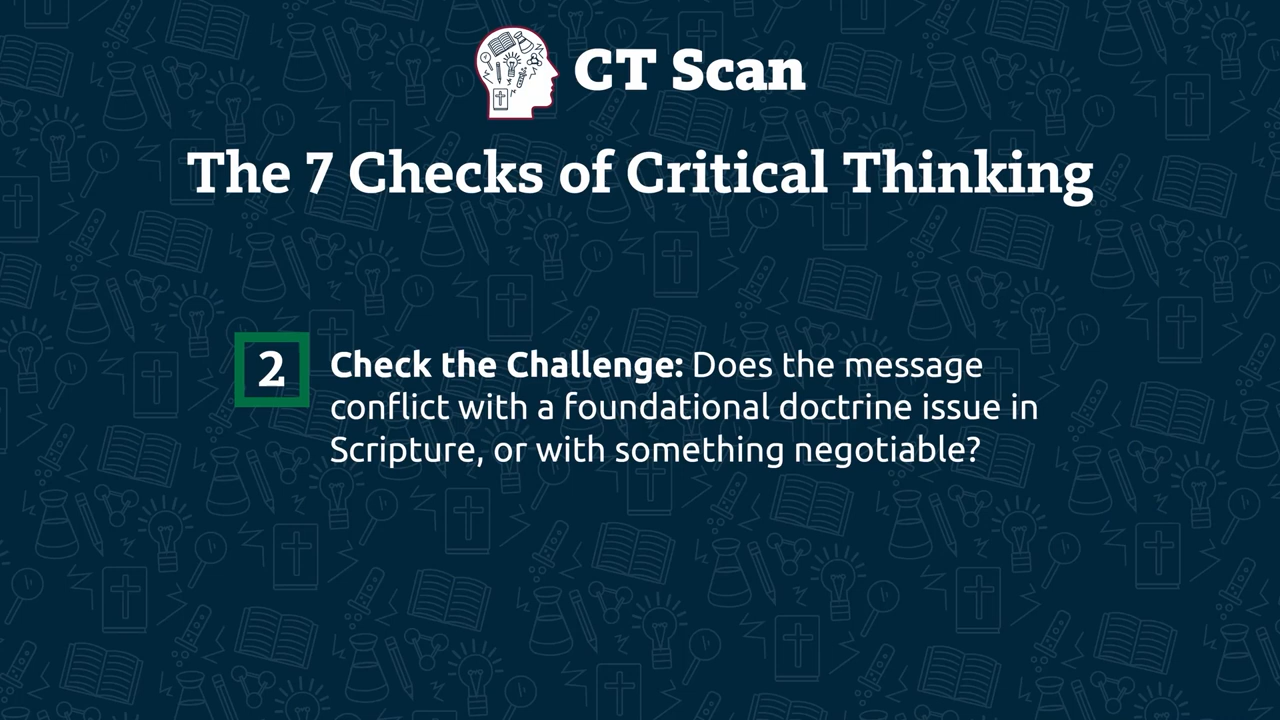 CT Scan
The 7 Checks of Critical Thinking
2
Check the Challenge: Does the message
conflict with a foundational doctrine issue in
Scripture, or with something negotiable?